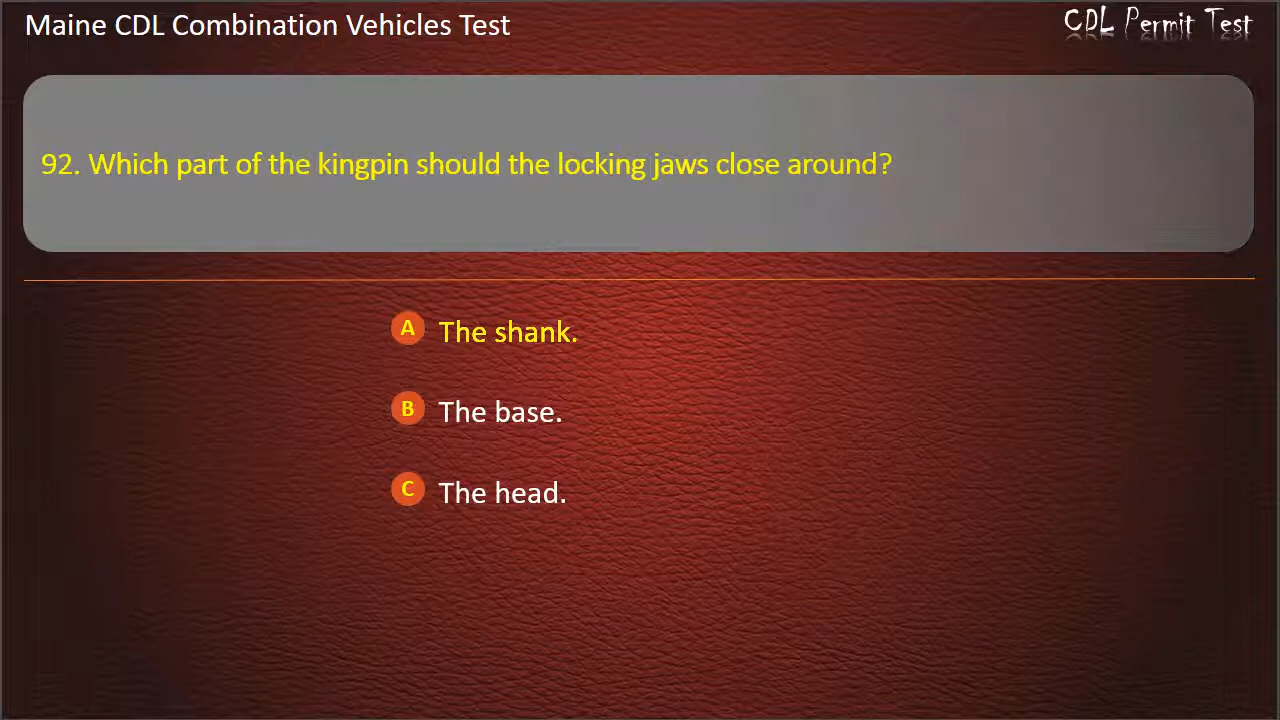 Maine CDL Combination Vehicles Test
CDL Permit Test
92. Which part of the kingpin should the locking jaws close around?
A The shank.
B The base.
C The head.